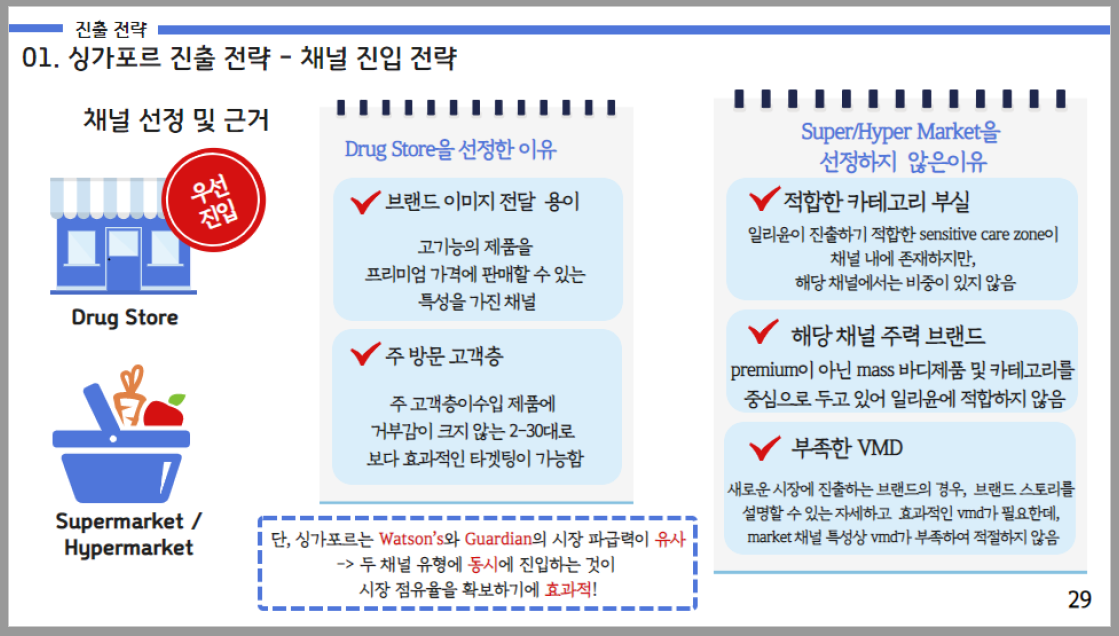 진출 전략
01. 싱가포르 진출 전략 - 채널 진입 전략
채널 선정 및 근거
우선
진입
Drug Store
Supermarket /
Hypermarket
Drug Store을 선정한 이유
브랜드 이미지 전달 용이
고기능의 제품을
프리미엄 가격에 판매할 수 있는
특성을 가진 채널
주 방문 고객층
주 고객층이수입 제품에
거부감이 크지 않는 2-30대로
보다 효과적인 타겟팅이 가능함
단, 싱가포르는 Watson's와 Guardian의 시장 파급력이 유사
-> 두 채널 유형에 동시에 진입하는 것이
시장 점유율을 확보하기에 효과적!
Super/Hyper Market을
선정하지 않은이유
적합한 카테고리 부실
일리윤이 진출하기 적합한 sensitive care zone이
채널 내에 존재하지만,
해당 채널에서는 비중이 있지 않음
해당 채널 주력 브랜드
premium이 아닌 mass 바디제품 및 카테고리를
중심으로 두고 있어 일리윤에 적합하지 않음
부족한 VMD
새로운 시장에 진출하는 브랜드의 경우, 브랜드 스토리를
설명할 수 있는 자세하고 효과적인 vmd가 필요한데,
market 채널 특성상 vmd가 부족하여 적절하지 않음
29